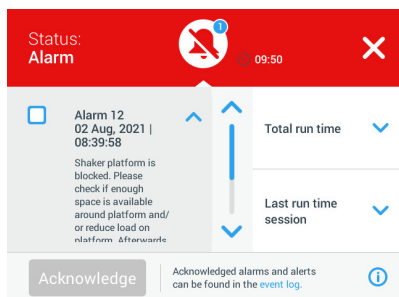 Status:
Alarm
1
09:50
Alarm 12
02 Aug, 2021 |
08:39:58
Shaker platform is
blocked. Please
check if enough
space is available
around platform and/
or reduce load on
platform. Afterwards
Total run time
Last run time
session
Acknowledge
Acknowledged alarms and alerts
can be found in the event log.